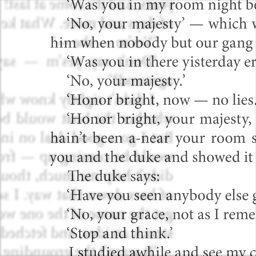 'Was you in my room night be
'No, your majesty' — which w
him when nobody but our gang
'Was you in there yisterday er
'No, your majesty.'
'Honor bright, now — no lies.
'Honor bright, your majesty,
hain't been a-near your room s
you and the duke and showed it
The duke says:
'Have you seen anybody else g
'No, your grace, not as I reme
'Stop and think.'
I studied awhile and see my c